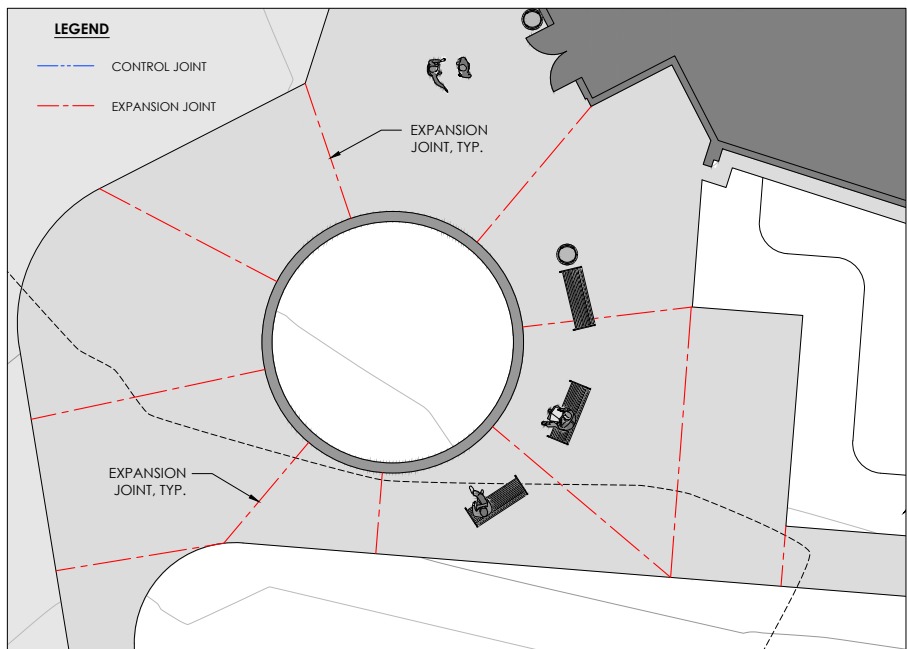 LEGEND
CONTROL JOINT
EXPANSION JOINT
EXPANSION
JOINT, TYP.
EXPANSION
JOINT, TYP.